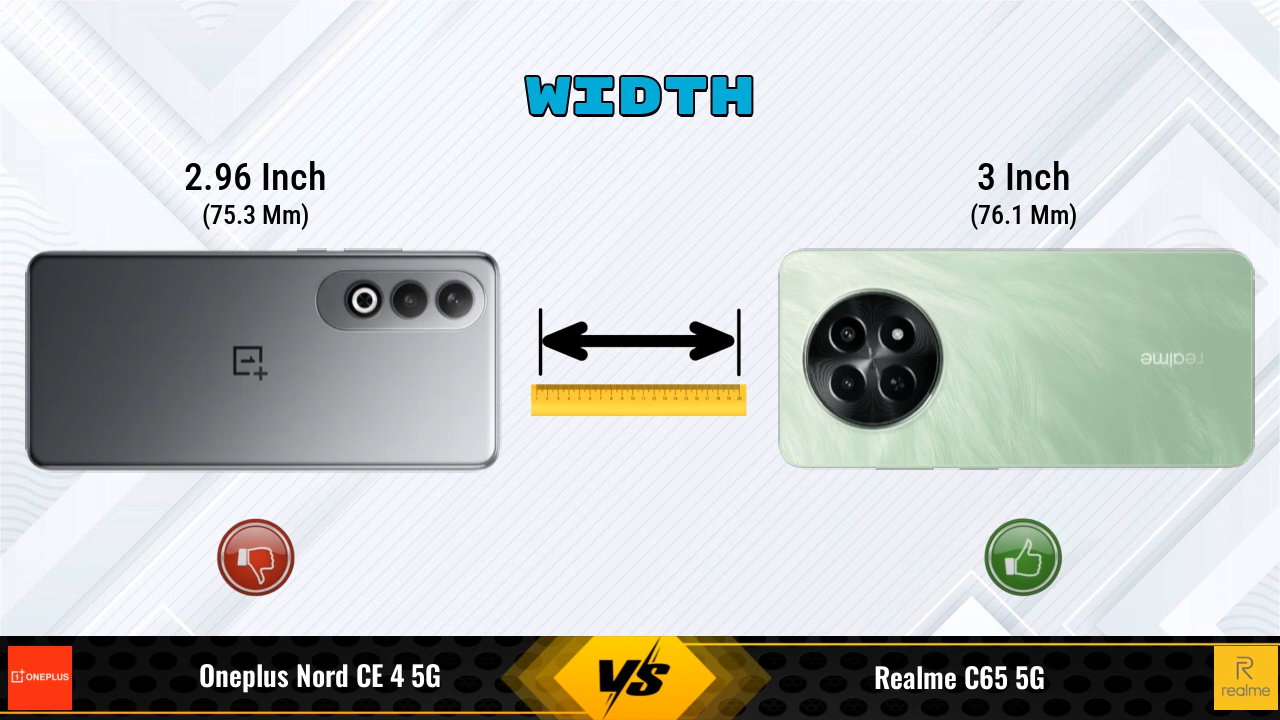 WIDTH
2.96 Inch
(75.3 Mm)
3 Inch
(76.1 Mm)
realme
ONEPLUS
Oneplus Nord CE 4 5G
VS
Realme C65 5G
realme